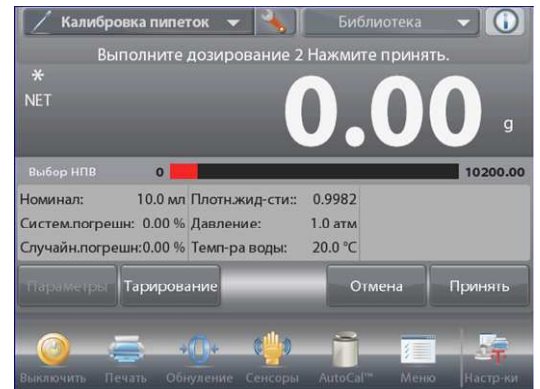 Калибровка пипеток Библиотека
Выполните дозирование 2 Нажмите принять.
*
NET
0.00 g
Выбор НПВ 0 10200.00
Номинал: 10.0 мл Плотн.жид-сти:: 0.9982
Систем.погрешн: 0.00 % Давление: 1.0 атм
Случайн.погрешн:0.00 % Темп-ра воды: 20.0 °C
Параметры Тарирование Отмена Принять
Выключить Печать Обнуление Сенсоры AutoCal™ Меню Настр-ки